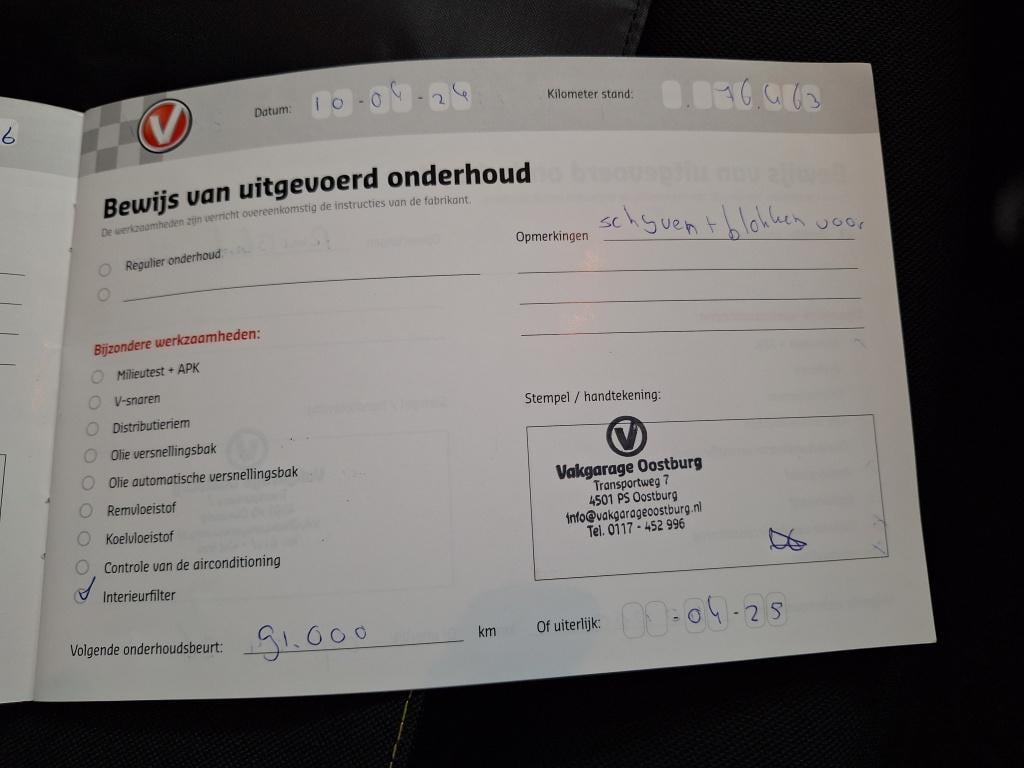 6
V
Datum: 10-04-24
Kilometer stand: 76.463
Bewijs van uitgevoerd onderhoud
De werkzaamheden zijn verricht overeenkomstig de instructies van de fabrikant.
Regulier onderhoud
Opmerkingen schyven + blokken voor
Bijzondere werkzaamheden:
Milieutest + APK
V-snaren
Distributieriem
Olie versnellingsbak
Olie automatische versnellingsbak
Remvloeistof
Koelvloeistof
Controle van de airconditioning
Interieurfilter
Stempel / handtekening:
V
Vakgarage Oostburg
Transportweg 7
4501 PS Oostburg
info@vakgarageoostburg.nl
Tel. 0117 - 452 996
Volgende onderhoudsbeurt: 91.000 km
Of uiterlijk: - 04 - 25